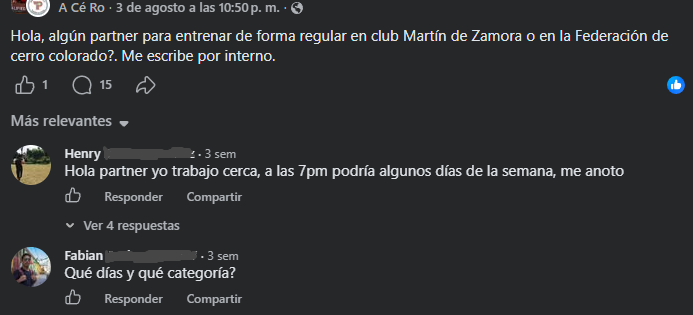 A Cé Ro · 3 de agosto a las 10:50 p. m. ·
Hola, algún partner para entrenar de forma regular en club Martín de Zamora o en la Federación de
cerro colorado?. Me escribe por interno.
1
15
Más relevantes
Henry · 3 sem
Hola partner yo trabajo cerca, a las 7pm podría algunos días de la semana, me anoto
Responder Compartir
Ver 4 respuestas
Fabian · 3 sem
Qué días y qué categoría?
Responder Compartir